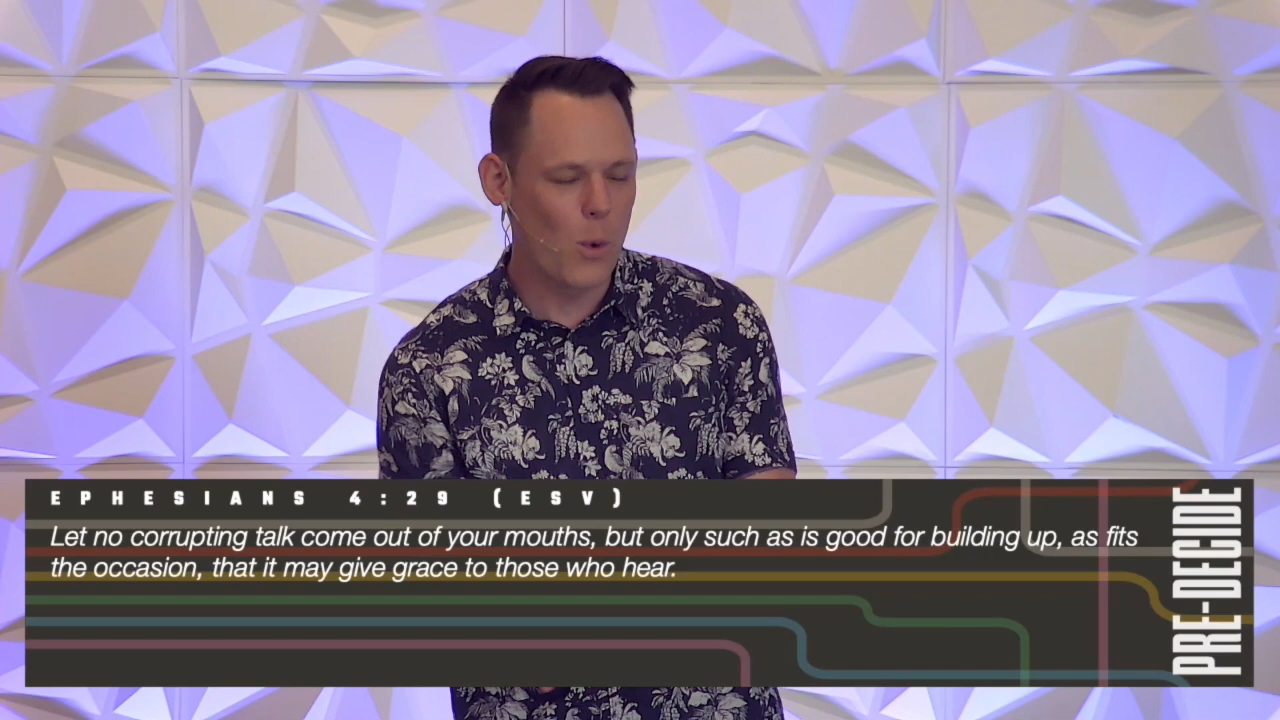 EPHESIANS 4:29 (ESV)
Let no corrupting talk come out of your mouths, but only such as is good for building up, as fits
the occasion, that it may give grace to those who hear.
PRE-DECIDE